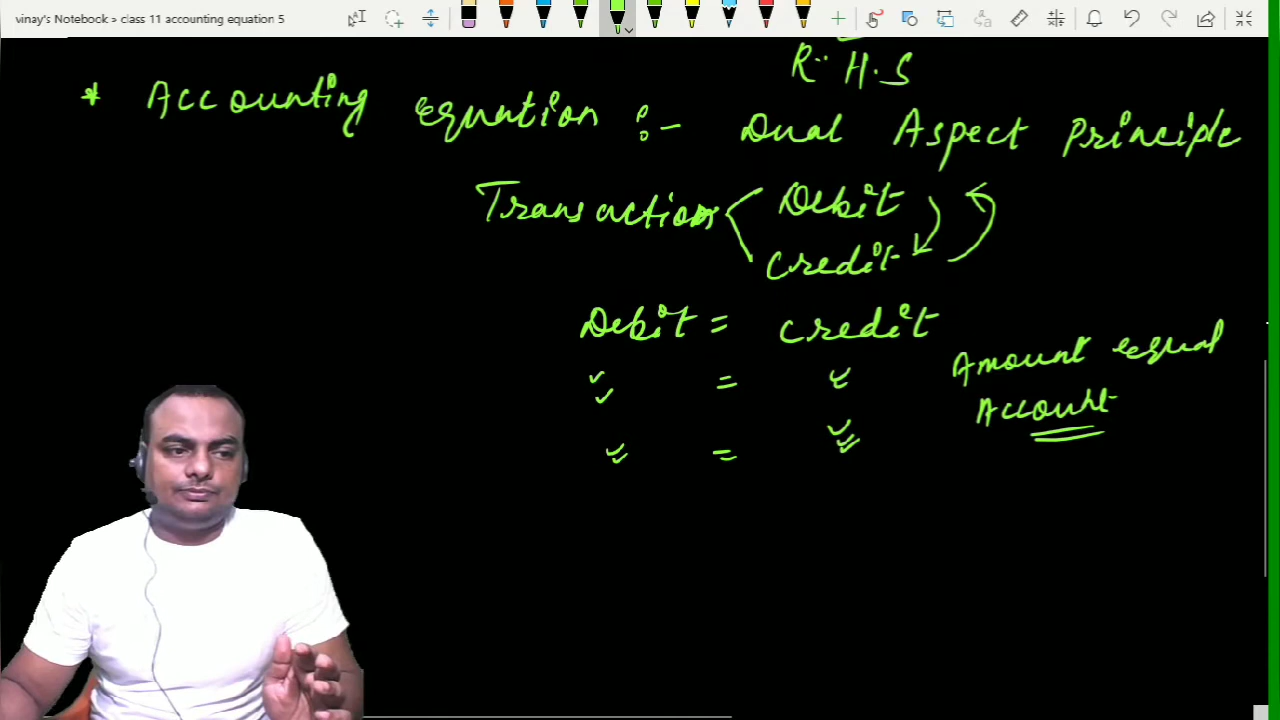 vinay's Notebook > class 11 accounting equation 5
R. H.S
* Accounting equation :- Dual Aspect principle
Transaction Debit
Credit
Debit = credit
= Amount equal
Account
=